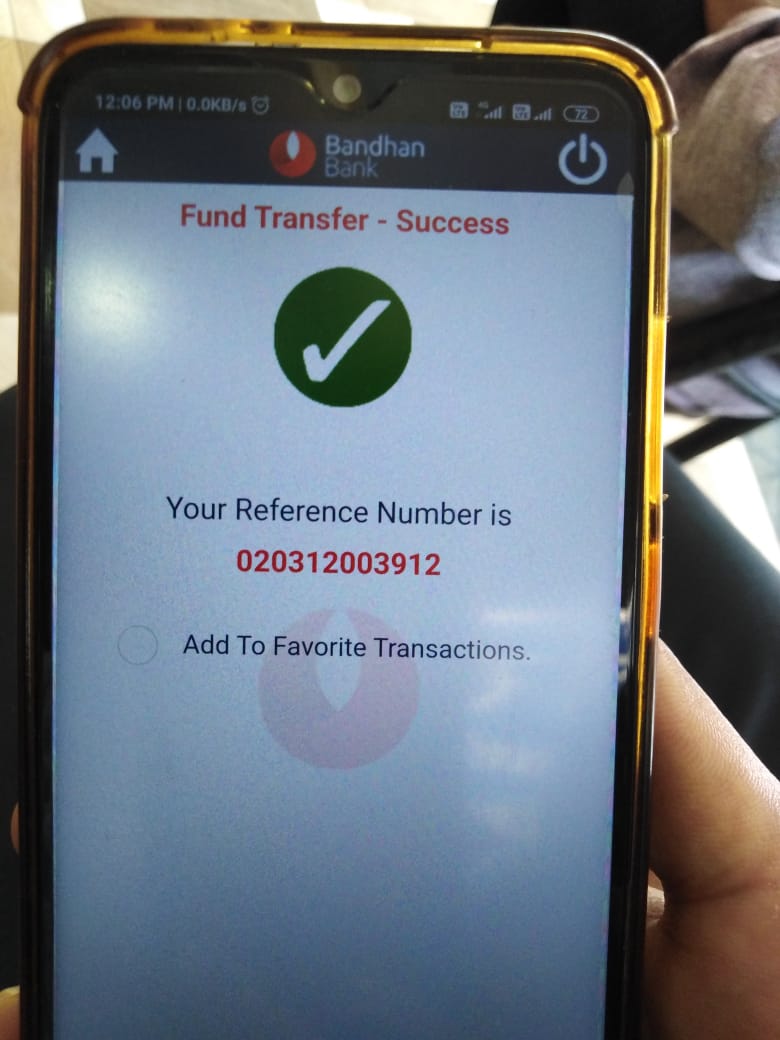 12:06 PM | 0.0KB/s
72
Bandhan
Bank
Fund Transfer - Success
Your Reference Number is
020312003912
Add To Favorite Transactions.